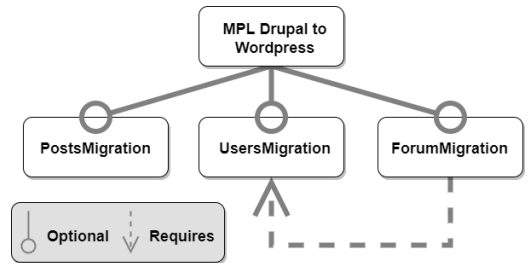 MPL Drupal to
Wordpress
PostsMigration
UsersMigration
ForumMigration
Optional
Requires